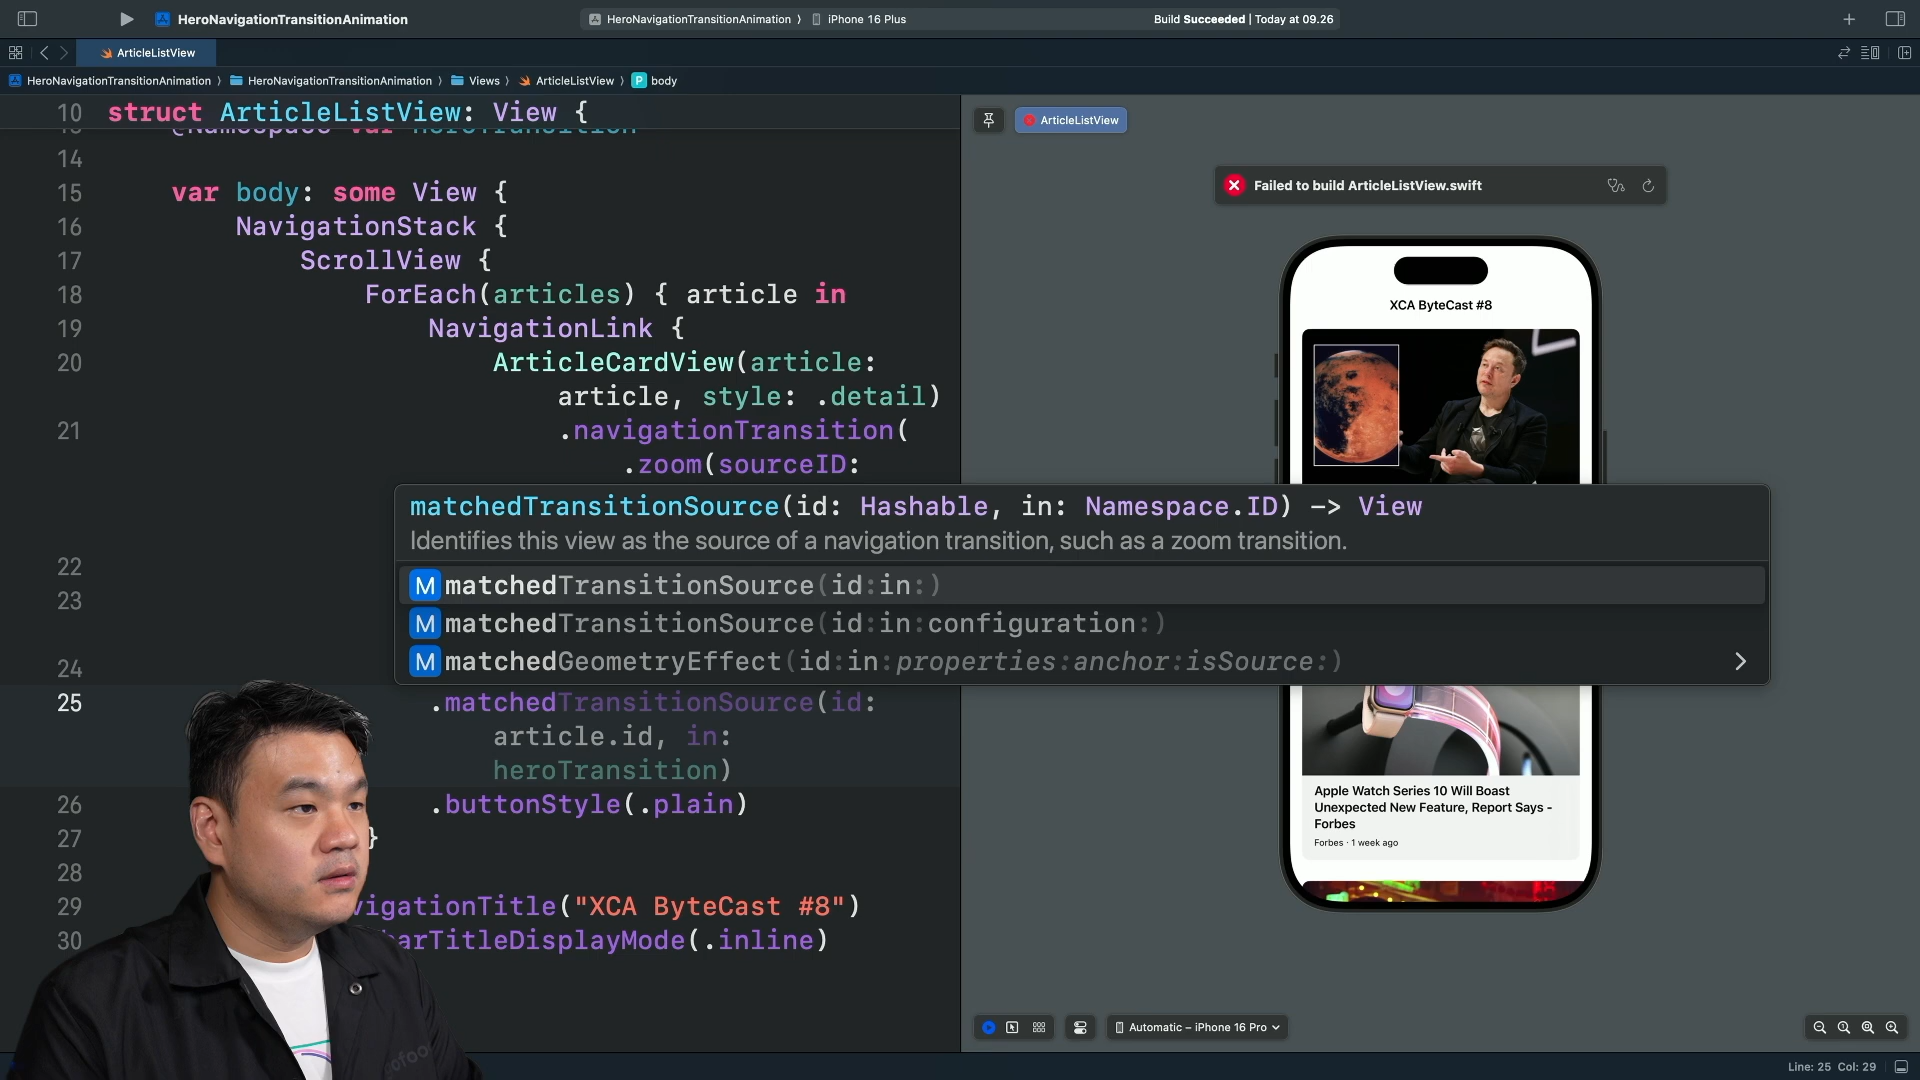 HeroNavigationTransitionAnimation
HeroNavigationTransitionAnimation 〉 iPhone 16 Plus
Build Succeeded | Today at 09.26
ArticleListView
HeroNavigationTransitionAnimation 〉 HeroNavigationTransitionAnimation 〉 Views 〉 ArticleListView 〉 P body
10 struct ArticleListView: View {
@Namespace var heroTransition
14
15 var body: some View {
16 NavigationStack {
17 ScrollView {
18 ForEach(articles) { article in
19 NavigationLink {
20 ArticleCardView(article:
article, style: .detail)
21 .navigationTransition(
.zoom(sourceID:
matchedTransitionSource(id: Hashable, in: Namespace.ID) -> View
Identifies this view as the source of a navigation transition, such as a zoom transition.
M matchedTransitionSource(id:in:)
M matchedTransitionSource(id:in:configuration:)
M matchedGeometryEffect(id:in:properties:anchor:isSource:)
22
23
24
25 .matchedTransitionSource(id:
article.id, in:
heroTransition)
26 .buttonStyle(.plain)
27 }
28
29 vigationTitle("XCA ByteCast #8")
30 barTitleDisplayMode(.inline)
ArticleListView
Failed to build ArticleListView.swift
XCA ByteCast #8
Apple Watch Series 10 Will Boast
Unexpected New Feature, Report Says -
Forbes
Forbes · 1 week ago
Automatic – iPhone 16 Pro
Line: 25 Col: 29